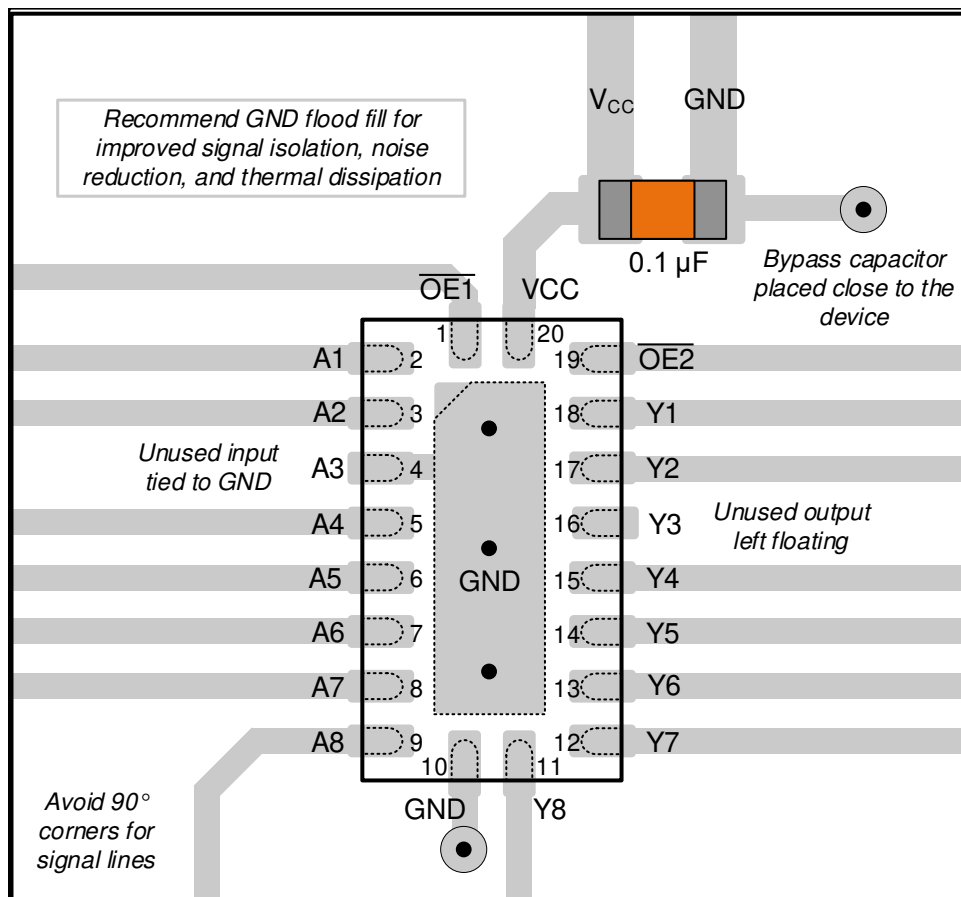 V_CC GND
Recommend GND flood fill for
improved signal isolation, noise
reduction, and thermal dissipation
0.1 µF
Bypass capacitor
placed close to the
device
O̅E̅1̅ VCC
1 20
A1 2 19 O̅E̅2̅
A2 3 18 Y1
Unused input
tied to GND
A3 4 17 Y2
A4 5 16 Y3
Unused output
left floating
GND
A5 6 15 Y4
A6 7 14 Y5
A7 8 13 Y6
A8 9 12 Y7
10 11
GND Y8
Avoid 90°
corners for
signal lines